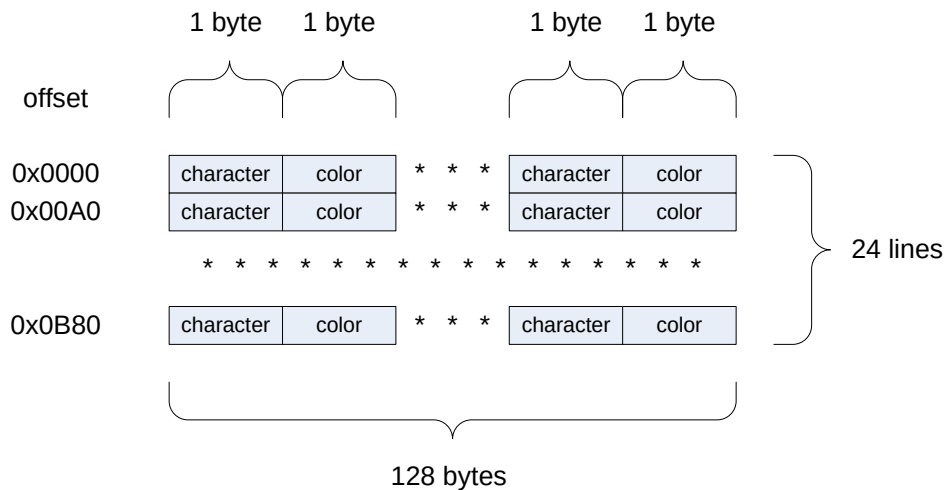 1 byte 1 byte 1 byte 1 byte
offset
0x0000 character color * * * character color
0x00A0 character color * * * character color
* * * * * * * * * * * * * * * *
24 lines
0x0B80 character color * * * character color
128 bytes